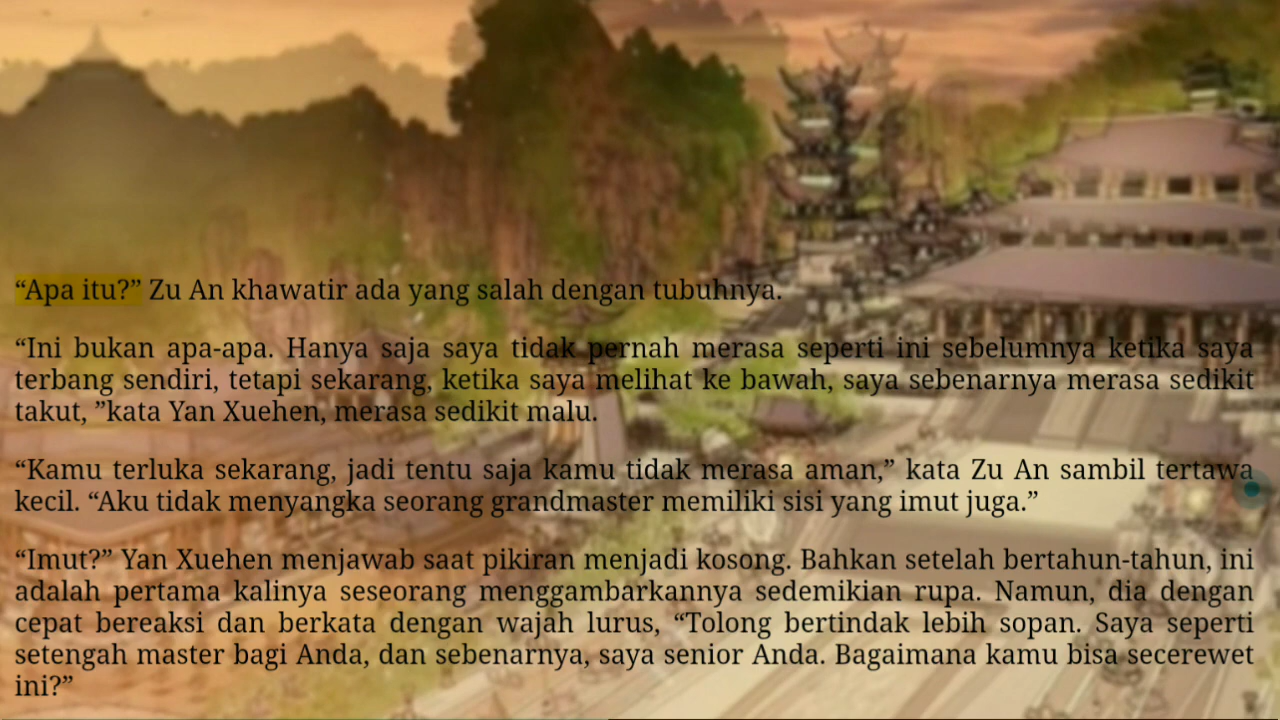 “Apa itu?” Zu An khawatir ada yang salah dengan tubuhnya.
“Ini bukan apa-apa. Hanya saja saya tidak pernah merasa seperti ini sebelumnya ketika saya
terbang sendiri, tetapi sekarang, ketika saya melihat ke bawah, saya sebenarnya merasa sedikit
takut, ”kata Yan Xuehen, merasa sedikit malu.
“Kamu terluka sekarang, jadi tentu saja kamu tidak merasa aman,” kata Zu An sambil tertawa
kecil. “Aku tidak menyangka seorang grandmaster memiliki sisi yang imut juga.”
“Imut?” Yan Xuehen menjawab saat pikiran menjadi kosong. Bahkan setelah bertahun-tahun, ini
adalah pertama kalinya seseorang menggambarkannya sedemikian rupa. Namun, dia dengan
cepat bereaksi dan berkata dengan wajah lurus, “Tolong bertindak lebih sopan. Saya seperti
setengah master bagi Anda, dan sebenarnya, saya senior Anda. Bagaimana kamu bisa secerewet
ini?”